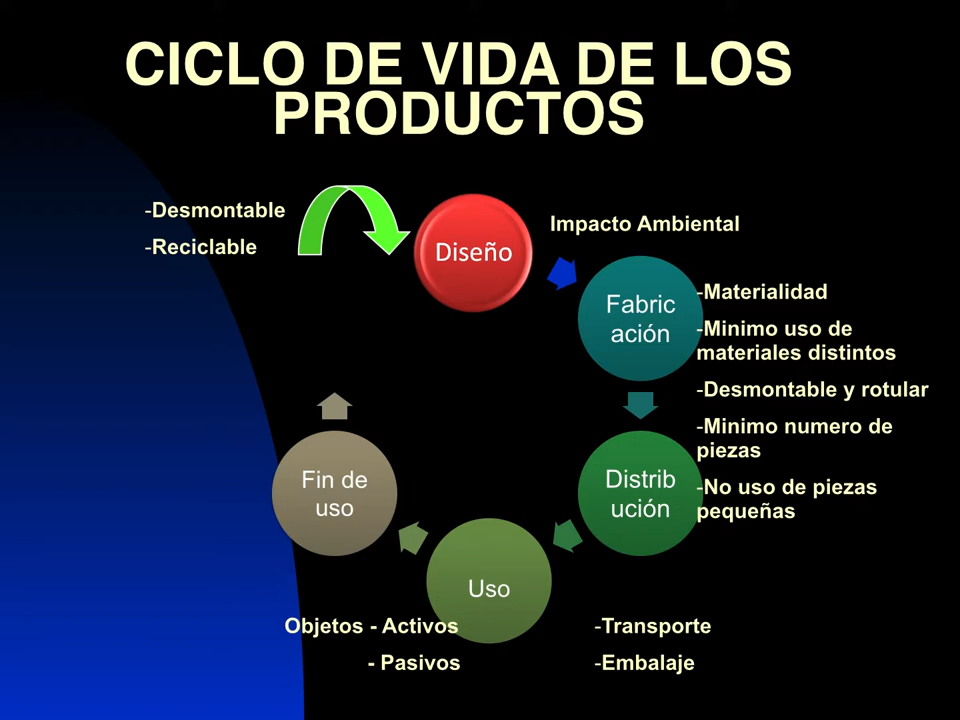 CICLO DE VIDA DE LOS
PRODUCTOS
-Desmontable
-Reciclable
Diseño
Impacto Ambiental
Fabric
ación
-Materialidad
-Minimo uso de
materiales distintos
-Desmontable y rotular
-Minimo numero de
piezas
-No uso de piezas
pequeñas
Distrib
ución
Fin de
uso
Uso
Objetos - Activos
- Pasivos
-Transporte
-Embalaje